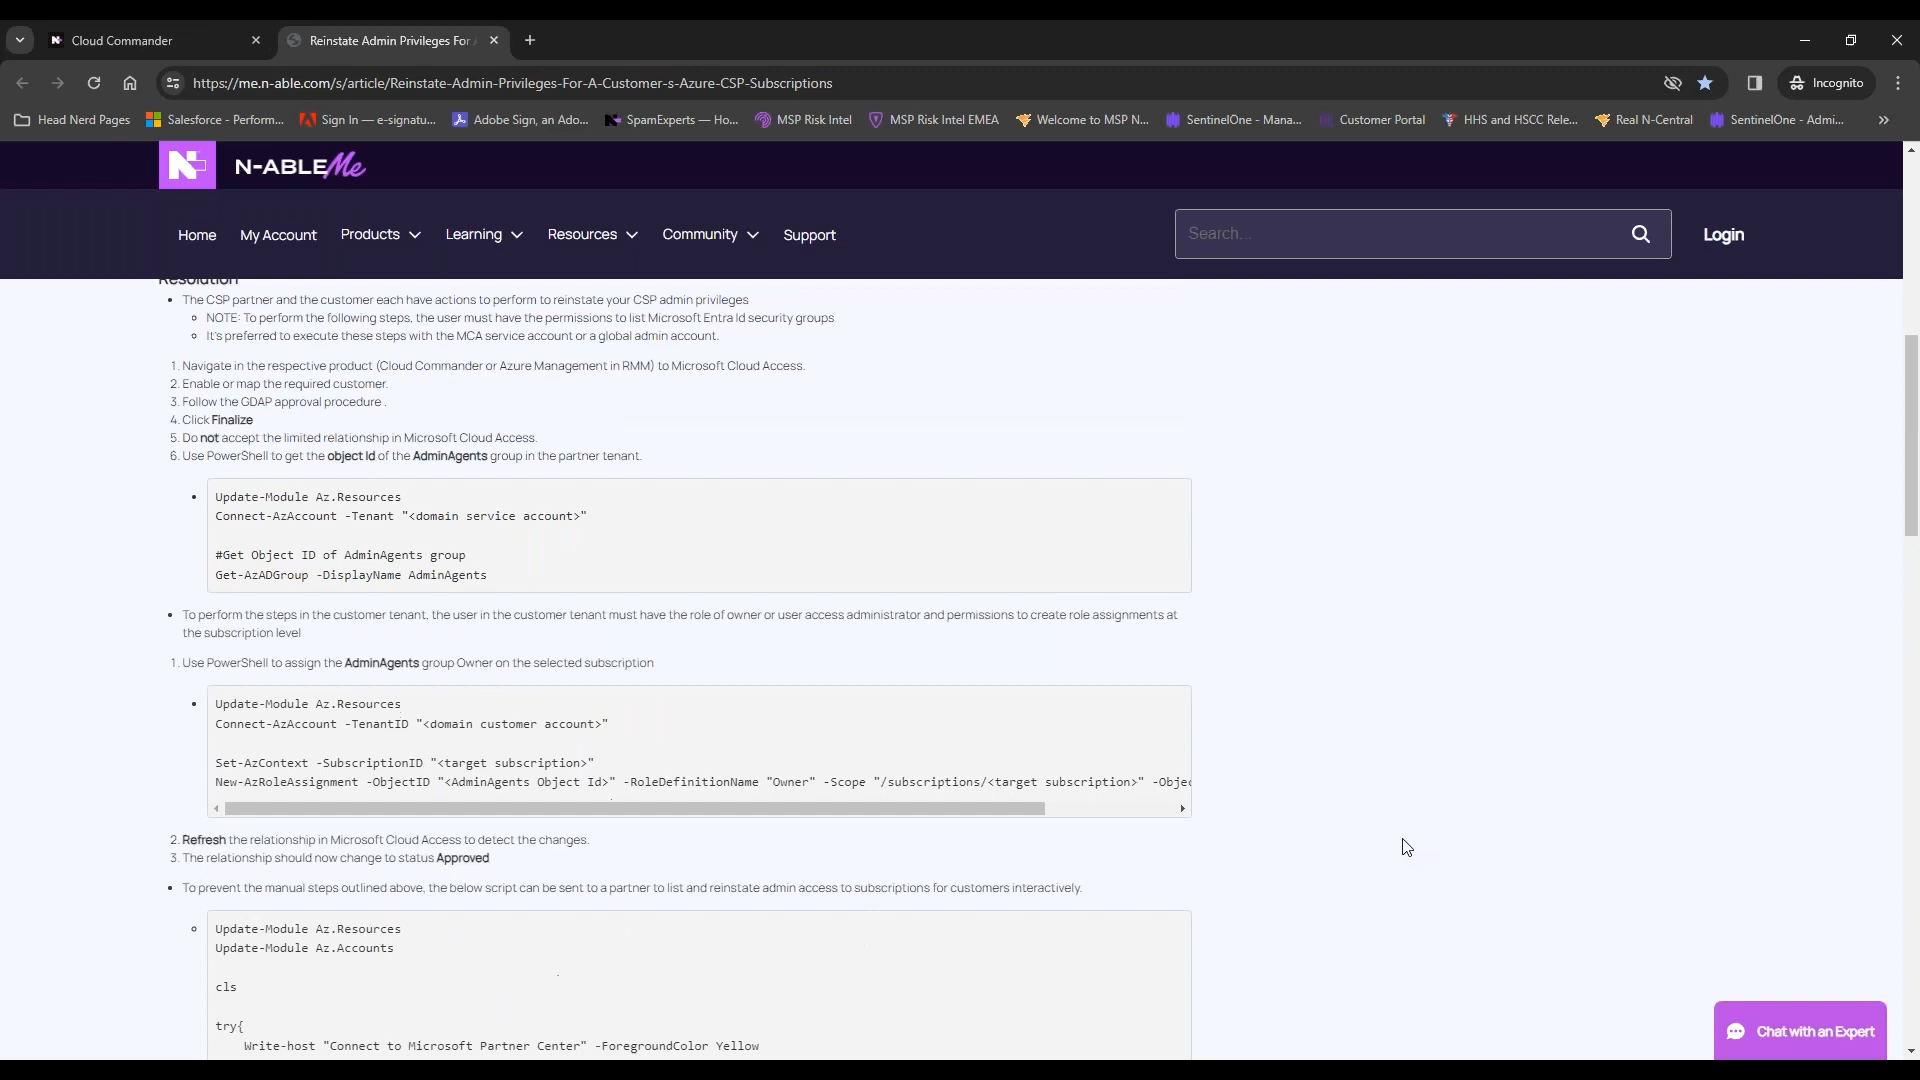 Cloud Commander
Reinstate Admin Privileges For
https://me.n-able.com/s/article/Reinstate-Admin-Privileges-For-A-Customer-s-Azure-CSP-Subscriptions
Incognito
Head Nerd Pages
Salesforce - Perform...
Sign In — e-signatu...
Adobe Sign, an Ado...
SpamExperts — Ho...
MSP Risk Intel
MSP Risk Intel EMEA
Welcome to MSP N...
SentinelOne - Mana...
Customer Portal
HHS and HSCC Rele...
Real N-Central
SentinelOne - Admi...
N-ABLE Me
Home
My Account
Products
Learning
Resources
Community
Support
Search...
Login
Resolution
• The CSP partner and the customer each have actions to perform to reinstate your CSP admin privileges
NOTE: To perform the following steps, the user must have the permissions to list Microsoft Entra Id security groups
It's preferred to execute these steps with the MCA service account or a global admin account.
1. Navigate in the respective product (Cloud Commander or Azure Management in RMM) to Microsoft Cloud Access.
2. Enable or map the required customer.
3. Follow the GDAP approval procedure .
4. Click Finalize
5. Do not accept the limited relationship in Microsoft Cloud Access.
6. Use PowerShell to get the object Id of the AdminAgents group in the partner tenant.
• Update-Module Az.Resources
Connect-AzAccount -Tenant "<domain service account>"
#Get Object ID of AdminAgents group
Get-AzADGroup -DisplayName AdminAgents
• To perform the steps in the customer tenant, the user in the customer tenant must have the role of owner or user access administrator and permissions to create role assignments at
the subscription level
1. Use PowerShell to assign the AdminAgents group Owner on the selected subscription
• Update-Module Az.Resources
Connect-AzAccount -TenantID "<domain customer account>"
Set-AzContext -SubscriptionID "<target subscription>"
New-AzRoleAssignment -ObjectID "<AdminAgents Object Id>" -RoleDefinitionName "Owner" -Scope "/subscriptions/<target subscription>" -Objec
2. Refresh the relationship in Microsoft Cloud Access to detect the changes.
3. The relationship should now change to status Approved
• To prevent the manual steps outlined above, the below script can be sent to a partner to list and reinstate admin access to subscriptions for customers interactively.
Update-Module Az.Resources
Update-Module Az.Accounts
cls
try{
Write-host "Connect to Microsoft Partner Center" -ForegroundColor Yellow
Chat with an Expert